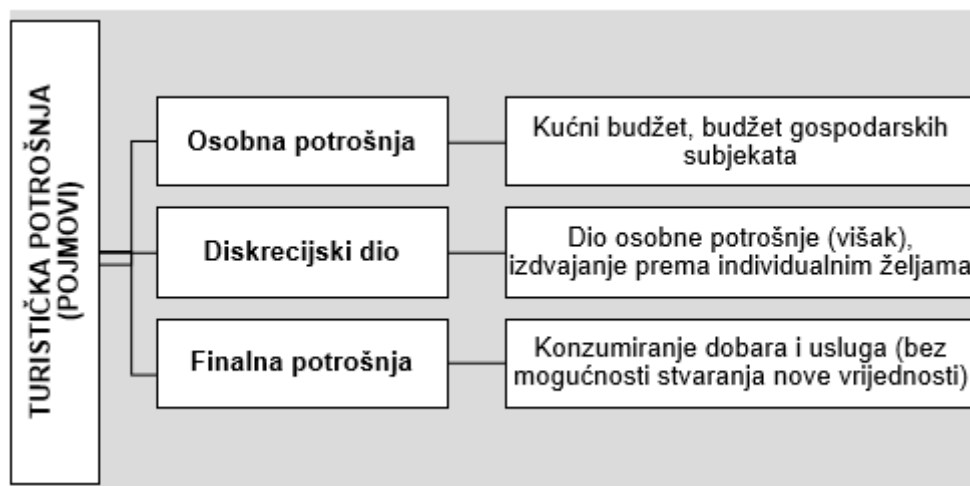 TURISTIČKA POTROŠNJA
(POJMOVI)
Osobna potrošnja
Kućni budžet, budžet gospodarskih
subjekata
Diskrecijski dio
Dio osobne potrošnje (višak),
izdvajanje prema individualnim željama
Finalna potrošnja
Konzumiranje dobara i usluga (bez
mogućnosti stvaranja nove vrijednosti)